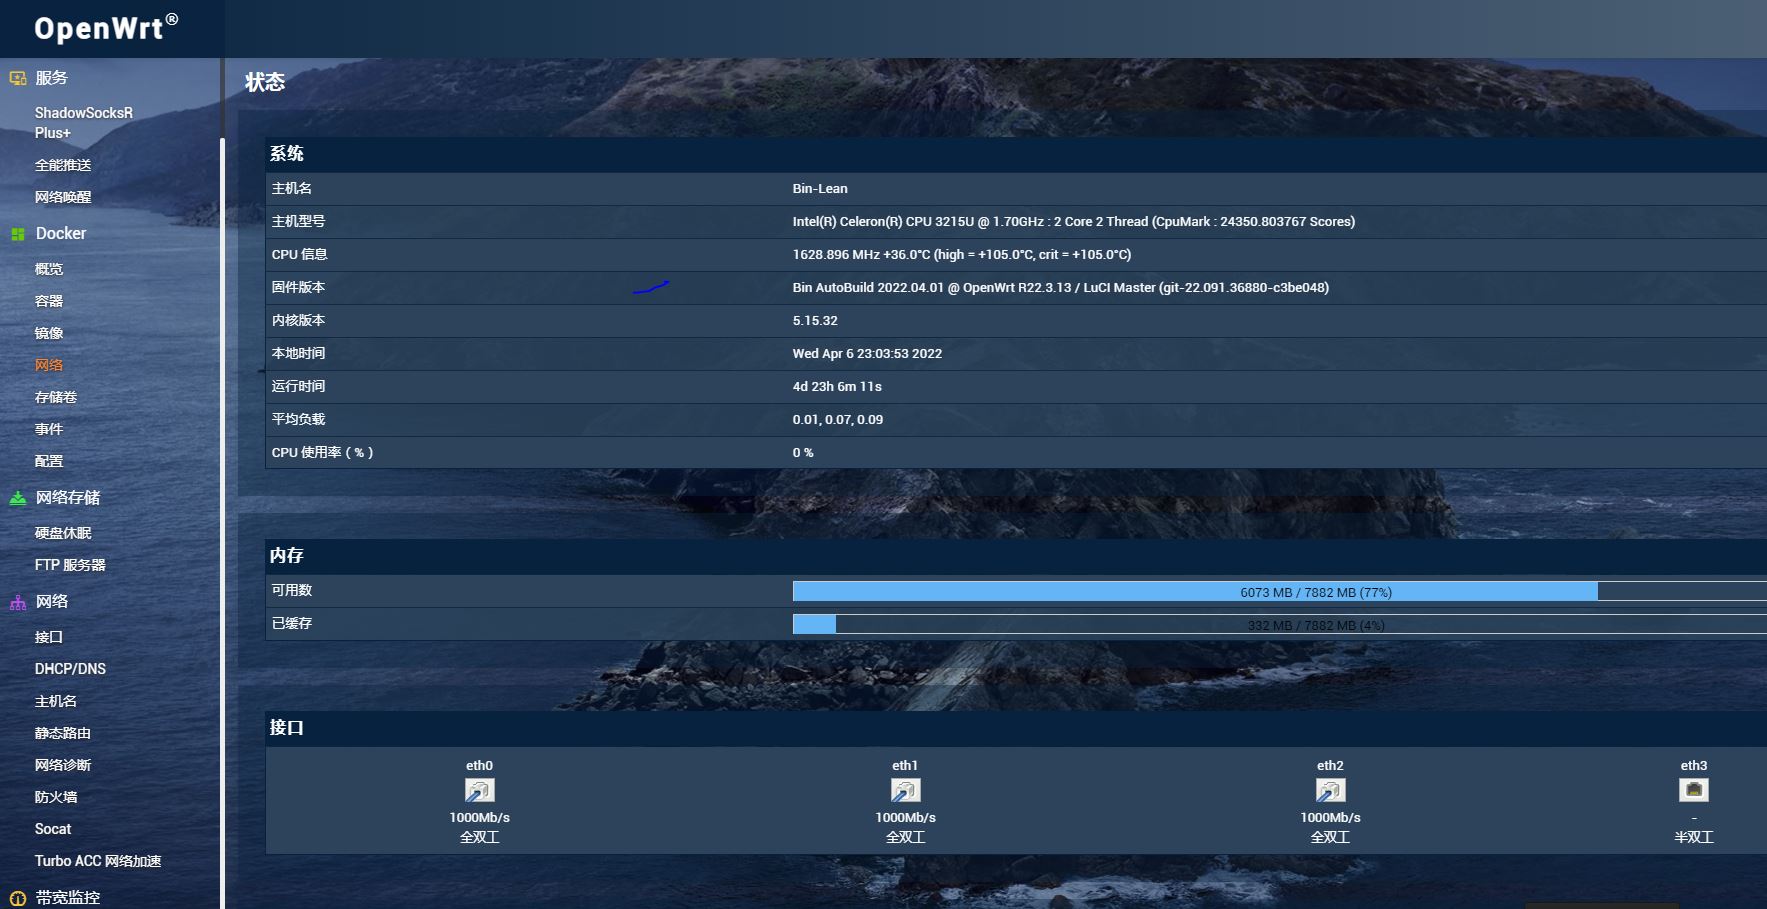 OpenWrt®
服务
ShadowSocksR
Plus+
全能推送
网络唤醒
Docker
概览
容器
镜像
网络
存储卷
事件
配置
网络存储
硬盘休眠
FTP 服务器
网络
接口
DHCP/DNS
主机名
静态路由
网络诊断
防火墙
Socat
Turbo ACC 网络加速
带宽监控
状态
系统
主机名 Bin-Lean
主机型号 Intel(R) Celeron(R) CPU 3215U @ 1.70GHz : 2 Core 2 Thread (CpuMark : 24350.803767 Scores)
CPU 信息 1628.896 MHz +36.0°C (high = +105.0°C, crit = +105.0°C)
固件版本 Bin AutoBuild 2022.04.01 @ OpenWrt R22.3.13 / LuCI Master (git-22.091.36880-c3be048)
内核版本 5.15.32
本地时间 Wed Apr 6 23:03:53 2022
运行时间 4d 23h 6m 11s
平均负载 0.01, 0.07, 0.09
CPU 使用率 ( % ) 0 %
内存
可用数 6073 MB / 7882 MB (77%)
已缓存 332 MB / 7882 MB (4%)
接口
eth0 eth1 eth2 eth3
1000Mb/s 1000Mb/s 1000Mb/s -
全双工 全双工 全双工 半双工